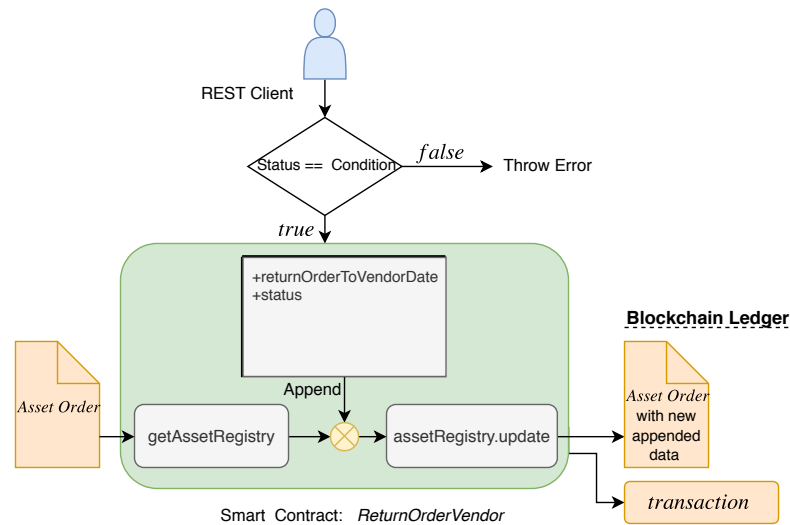 REST Client
Status == Condition
false
Throw Error
true
+returnOrderToVendorDate
+status
Blockchain Ledger
Append
Asset Order
getAssetRegistry
assetRegistry.update
Asset Order
with new
appended
data
transaction
Smart Contract: ReturnOrderVendor